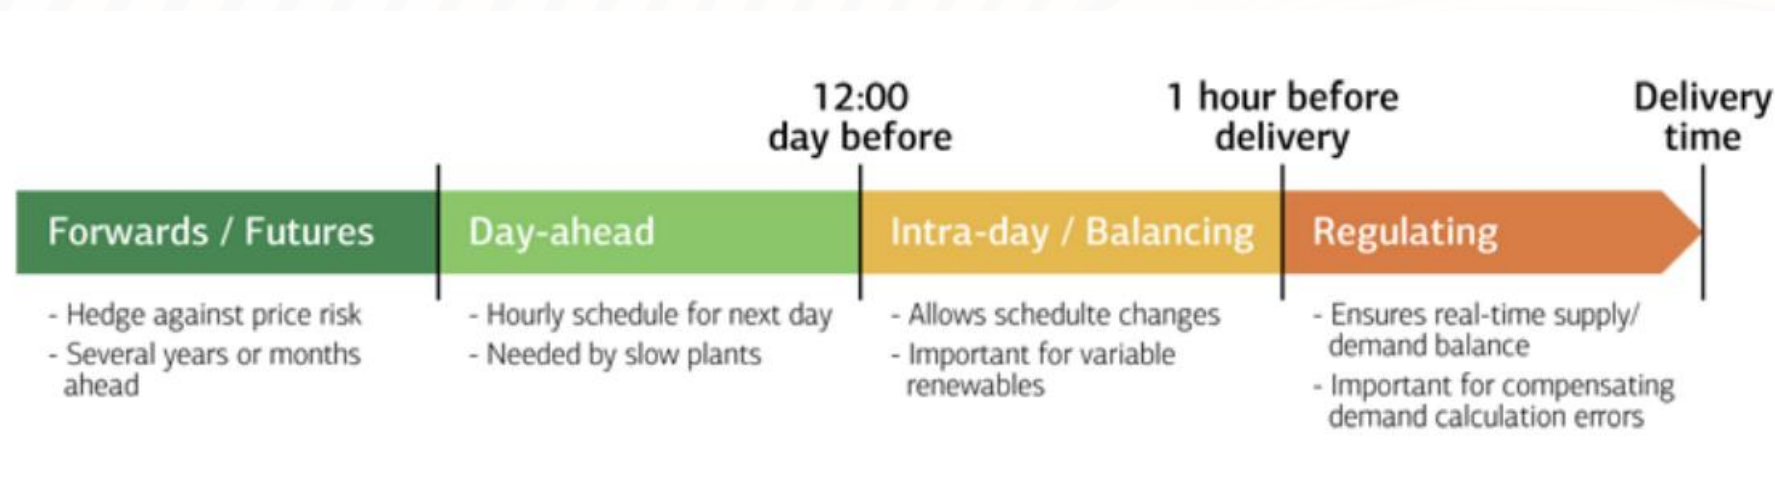 12:00
day before
1 hour before
delivery
Delivery
time
Forwards / Futures
Day-ahead
Intra-day / Balancing
Regulating
- Hedge against price risk
- Several years or months
ahead
- Hourly schedule for next day
- Needed by slow plants
- Allows schedulte changes
- Important for variable
renewables
- Ensures real-time supply/
demand balance
- Important for compensating
demand calculation errors